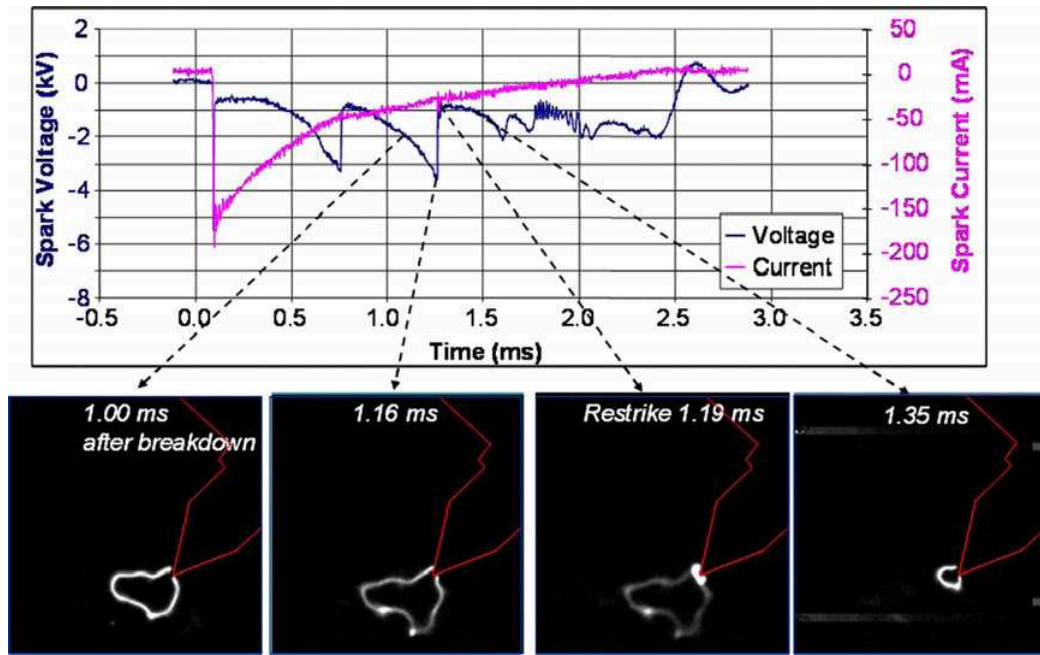 2
0
-2
-4
-6
-8
Spark Voltage (kV)
50
0
-50
-100
-150
-200
-250
Spark Current (mA)
Voltage
Current
-0.5 0.0 0.5 1.0 1.5 2.0 2.5 3.0 3.5
Time (ms)
1.00 ms
after breakdown
1.16 ms
Restrike 1.19 ms
1.35 ms